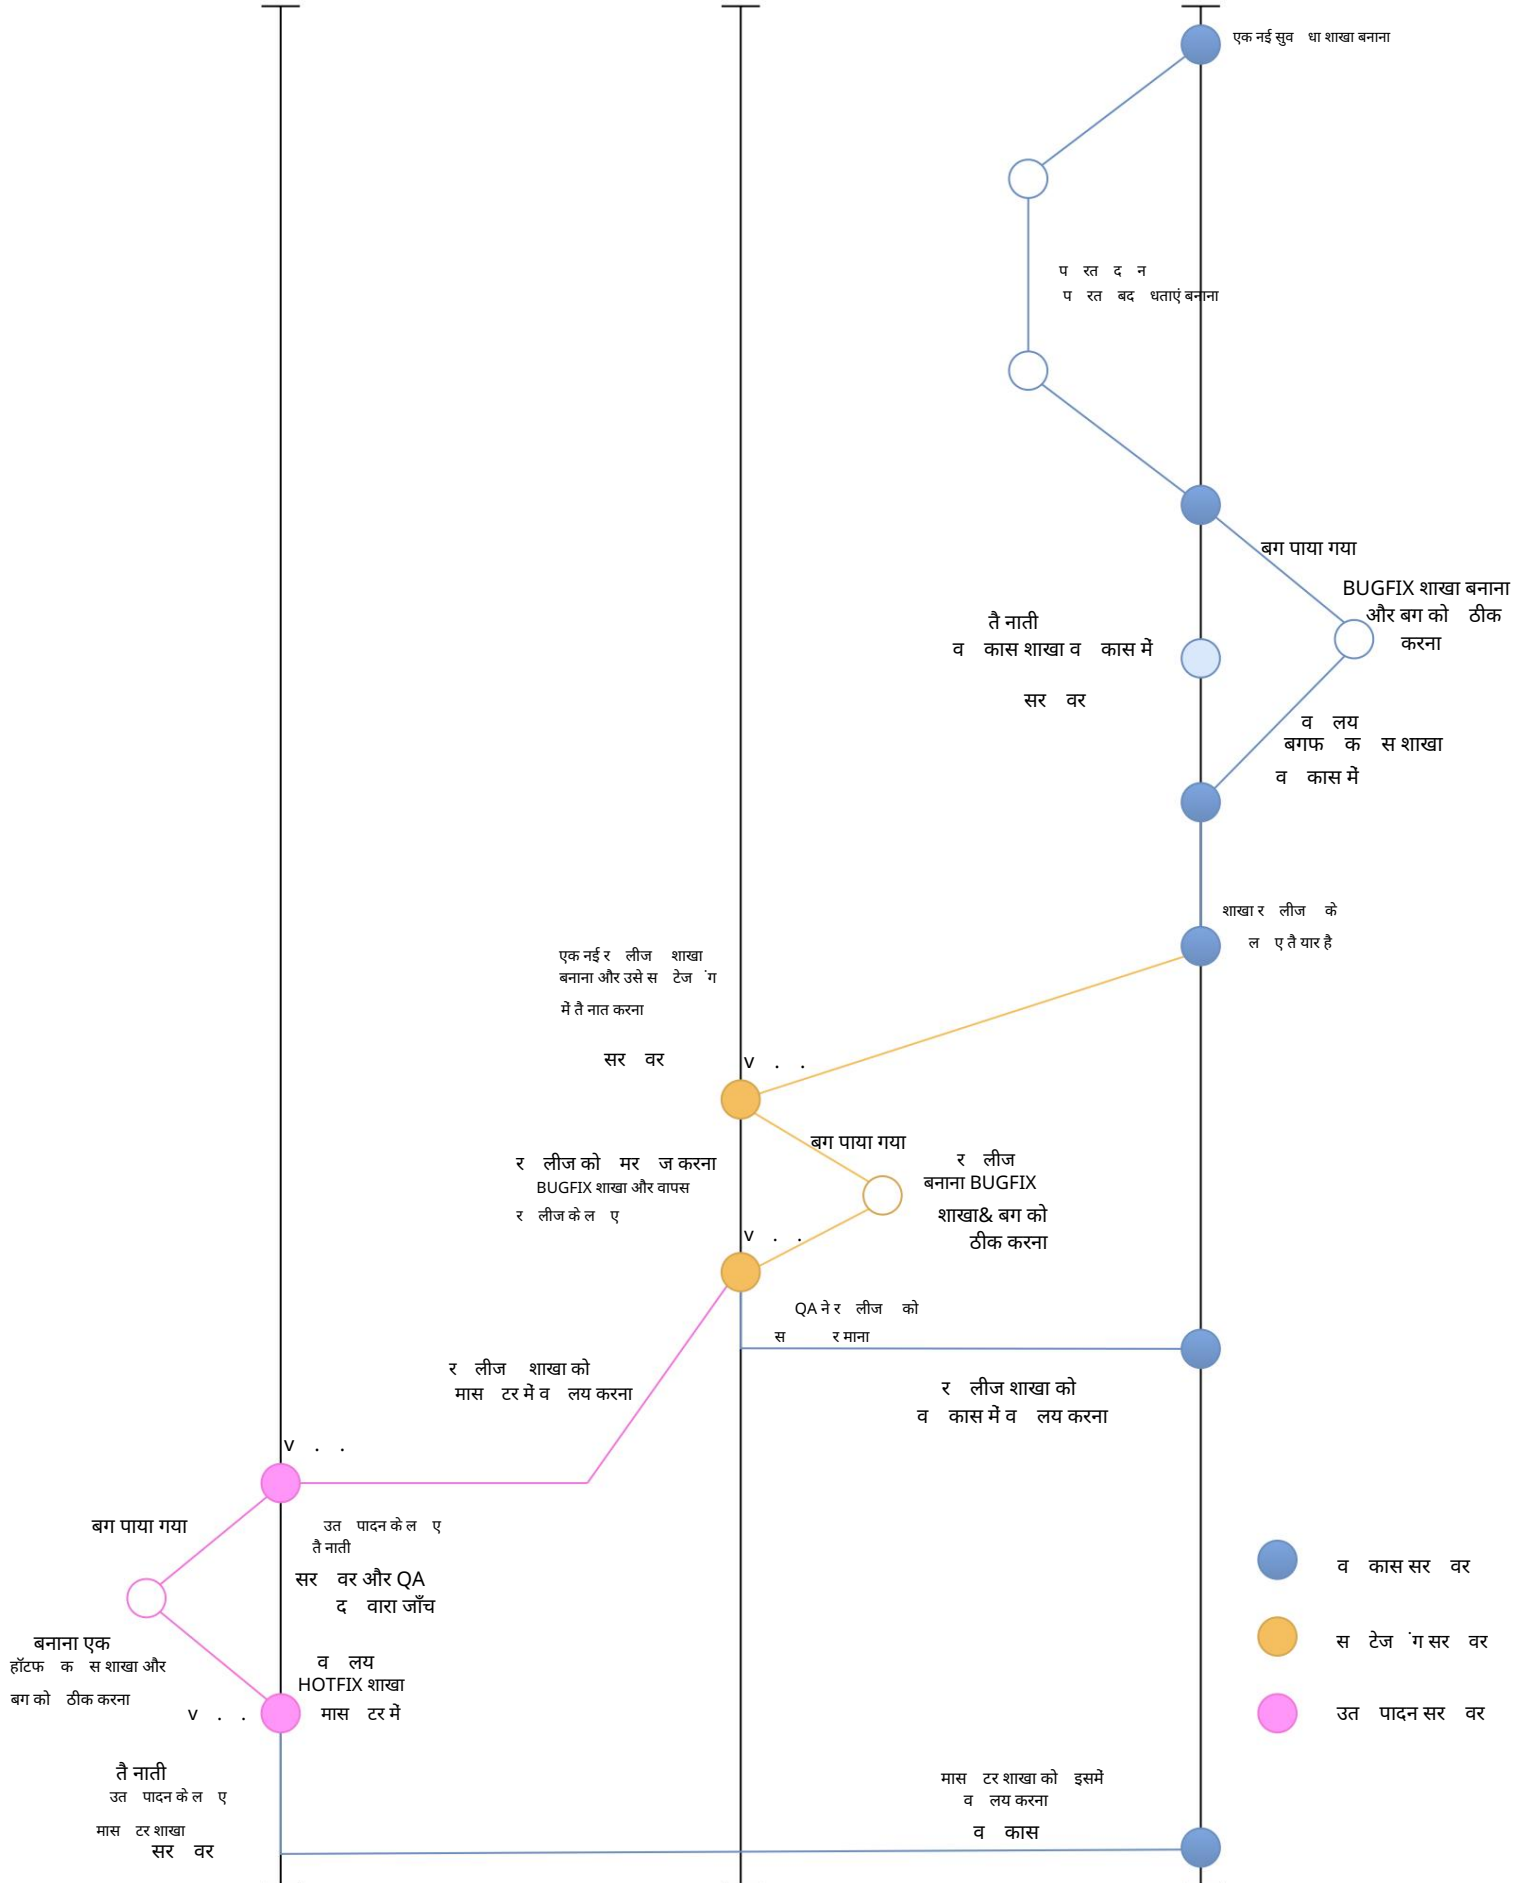 एक नई सुव धा शाखा बनाना
प रत द न
प रत बद धताएं बनाना
बग पाया गया
BUGFIX शाखा बनाना
और बग को ठीक
करना
तै नाती
व कास शाखा व कास में
सर वर
व लय
बगफ क स शाखा
व कास में
शाखा र लीज के
ल ए तै यार है
एक नई र लीज शाखा
बनाना और उसे स टेज ंग
में तै नात करना
सर वर
v . .
बग पाया गया
र लीज को मर ज करना
BUGFIX शाखा और वापस
र लीज के ल ए
र लीज
बनाना BUGFIX
शाखा& बग को
ठीक करना
v . .
QA ने र लीज को
स र माना
र लीज शाखा को
मास टर में व लय करना
र लीज शाखा को
व कास में व लय करना
v . .
बग पाया गया
उत पादन के ल ए
तै नाती
सर वर और QA
द वारा जाँच
बनाना एक
हॉटफ क स शाखा और
बग को ठीक करना
व लय
HOTFIX शाखा
मास टर में
v . .
व कास सर वर
स टेज ंग सर वर
उत पादन सर वर
तै नाती
उत पादन के ल ए
मास टर शाखा
सर वर
मास टर शाखा को इसमें
व लय करना
व कास